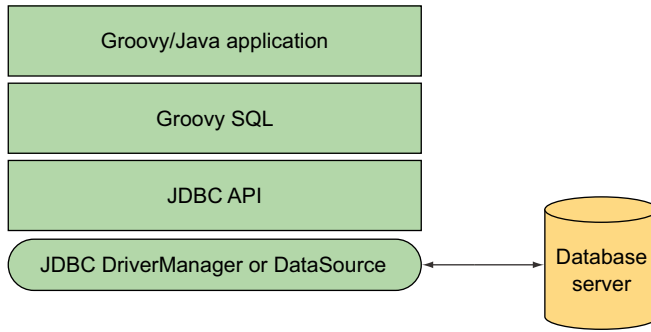 Groovy/Java application
Groovy SQL
JDBC API
JDBC DriverManager or DataSource
Database
server